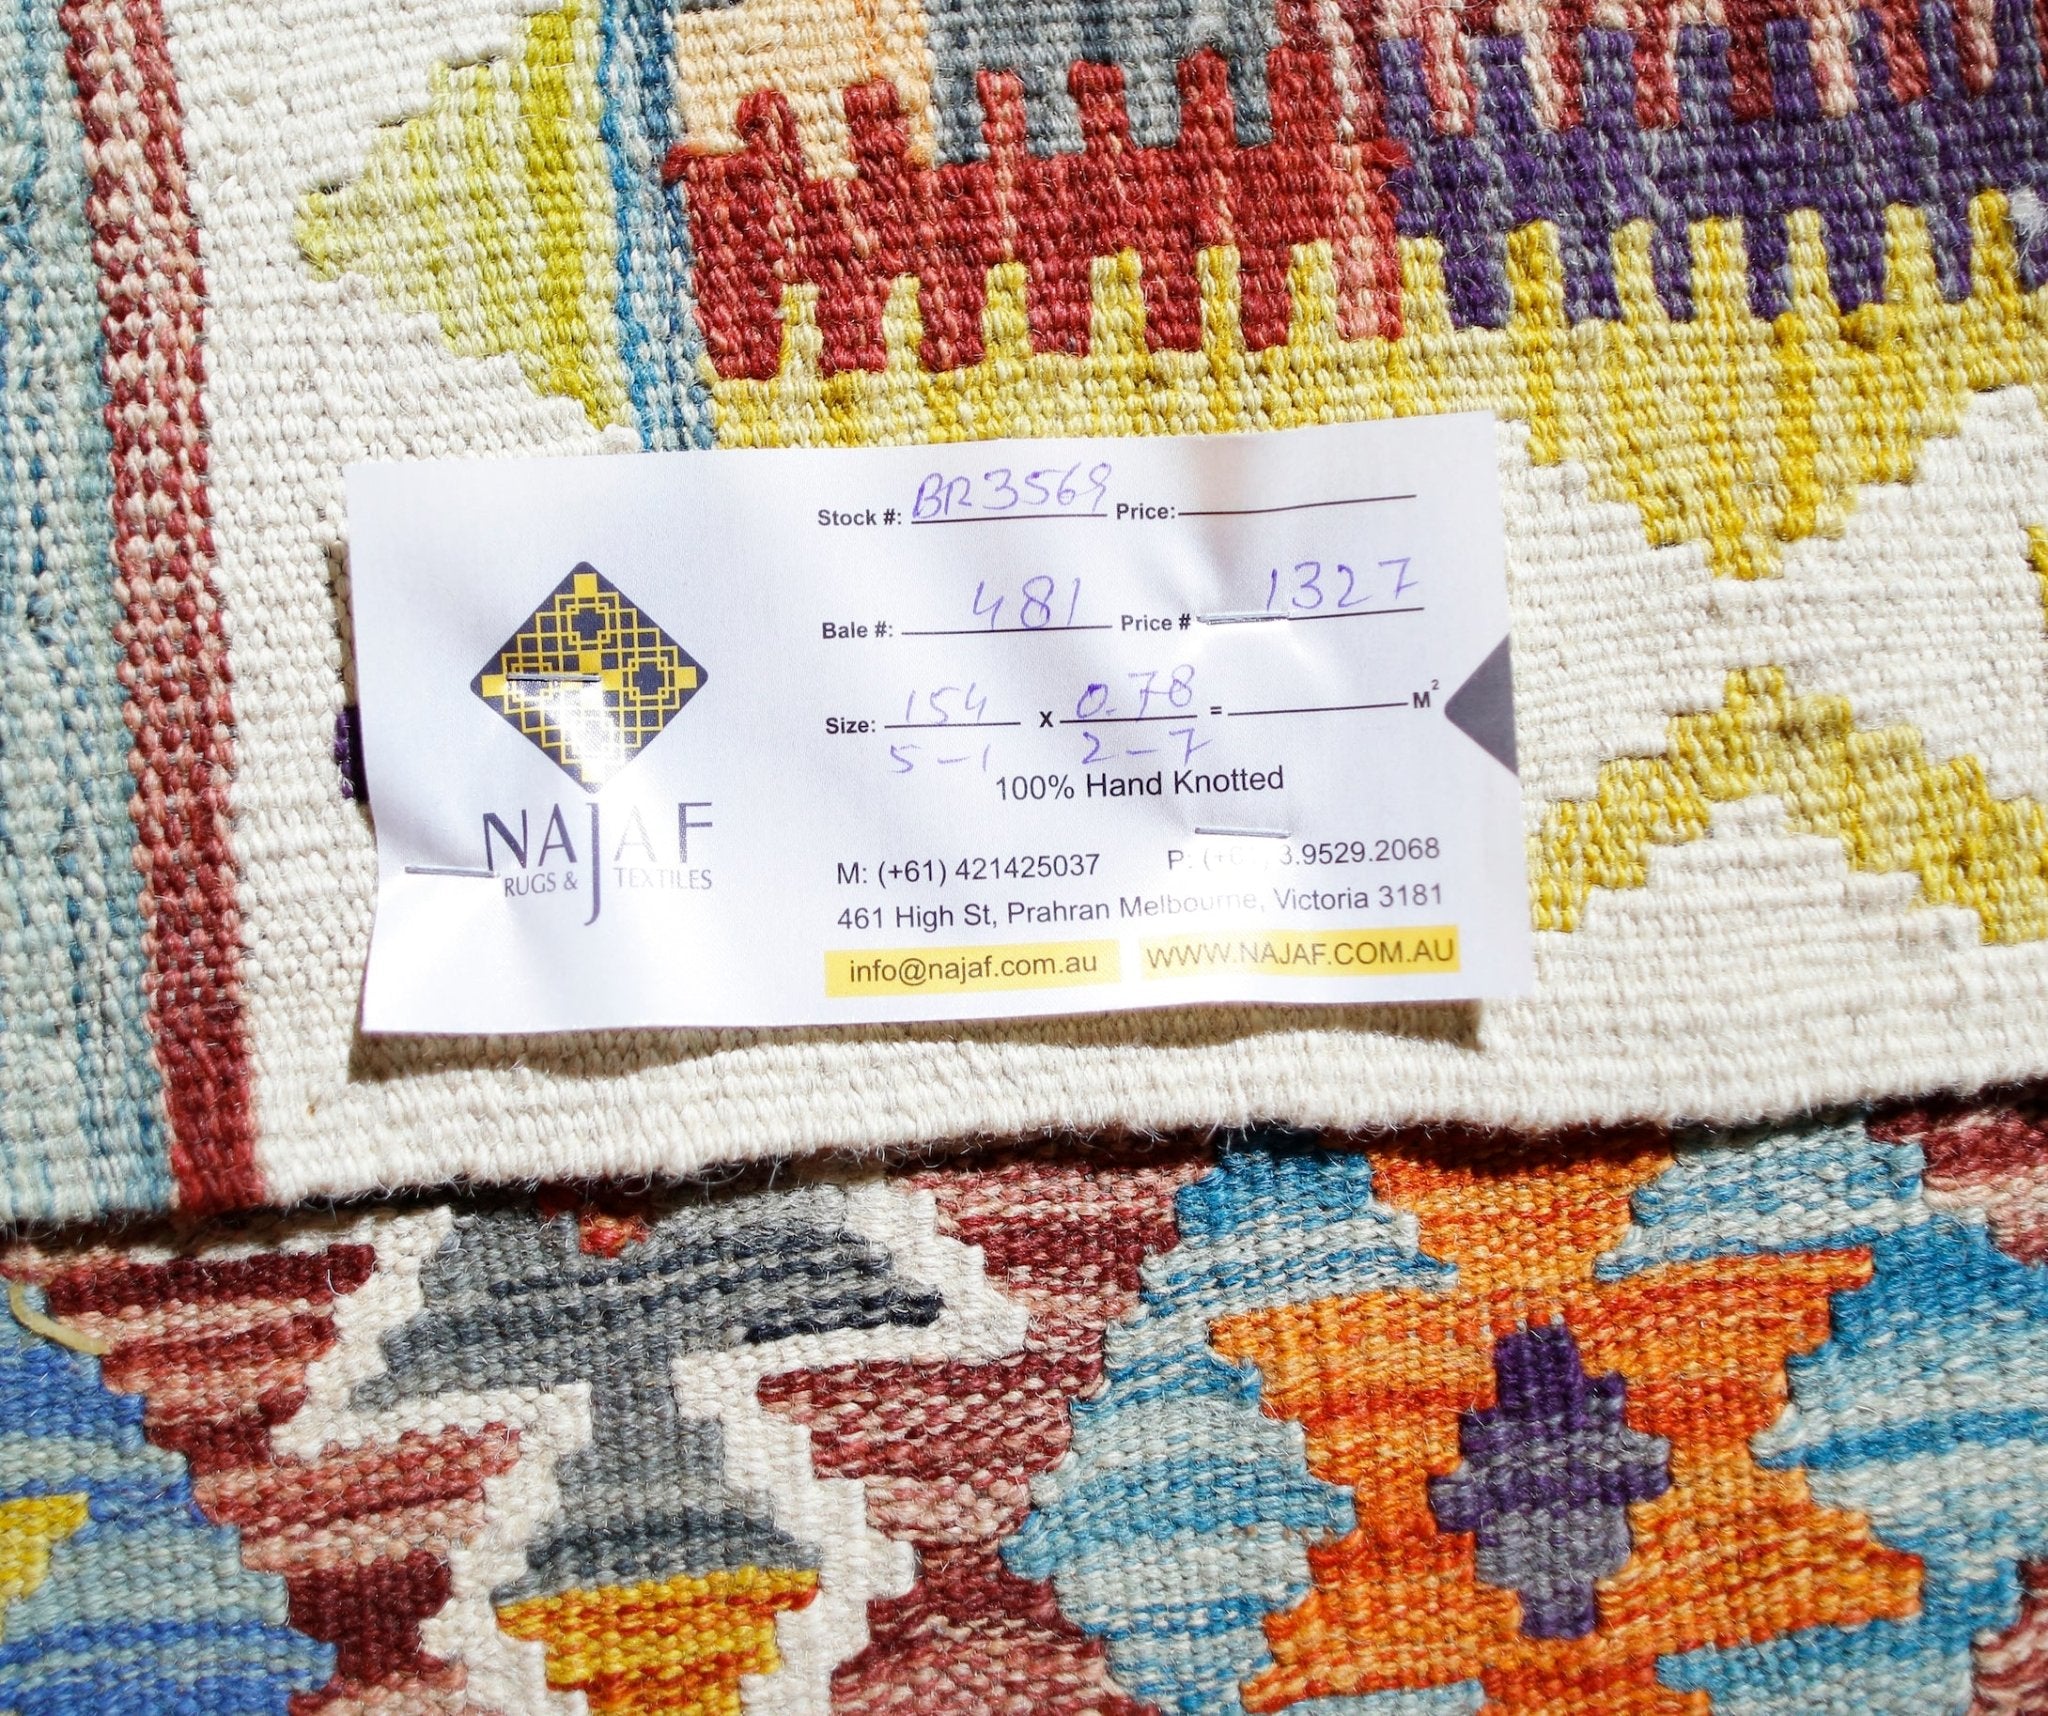 NAJAF
RUGS & TEXTILES
Stock #: BR3569 Price:
Bale #: 481 Price # 1327
Size: 154 x 0.78 = M²
5-1 2-7
100% Hand Knotted
M: (+61) 421425037 P: (+61) 3.9529.2068
461 High St, Prahran Melbourne, Victoria 3181
info@najaf.com.au WWW.NAJAF.COM.AU